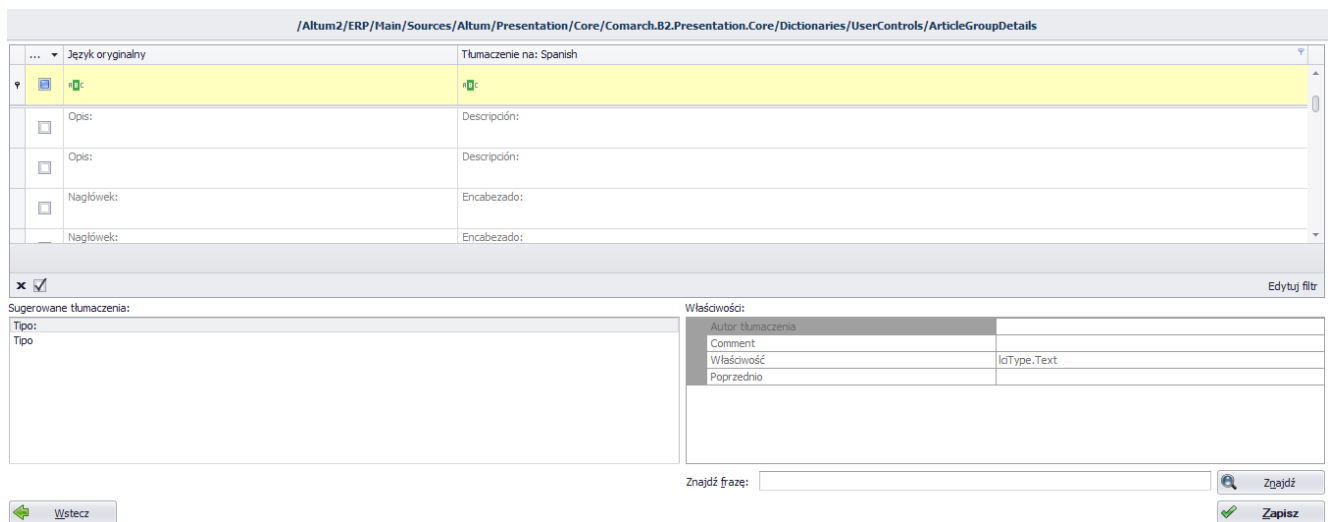 /Altum2/ERP/Main/Sources/Altum/Presentation/Core/Comarch.B2.Presentation.Core/Dictionaries/UserControls/ArticleGroupDetails
... Język oryginalny Tłumaczenie na: Spanish
Opis: Descripción:
Opis: Descripción:
Nagłówek: Encabezado:
Nagłówek: Encabezado:
Edytuj filtr
Sugerowane tłumaczenia: Właściwości:
Tipo: Autor tłumaczenia
Tipo Comment
Właściwość lciType.Text
Poprzednio
Znajdź frazę: Znajdź
Wstecz Zapisz